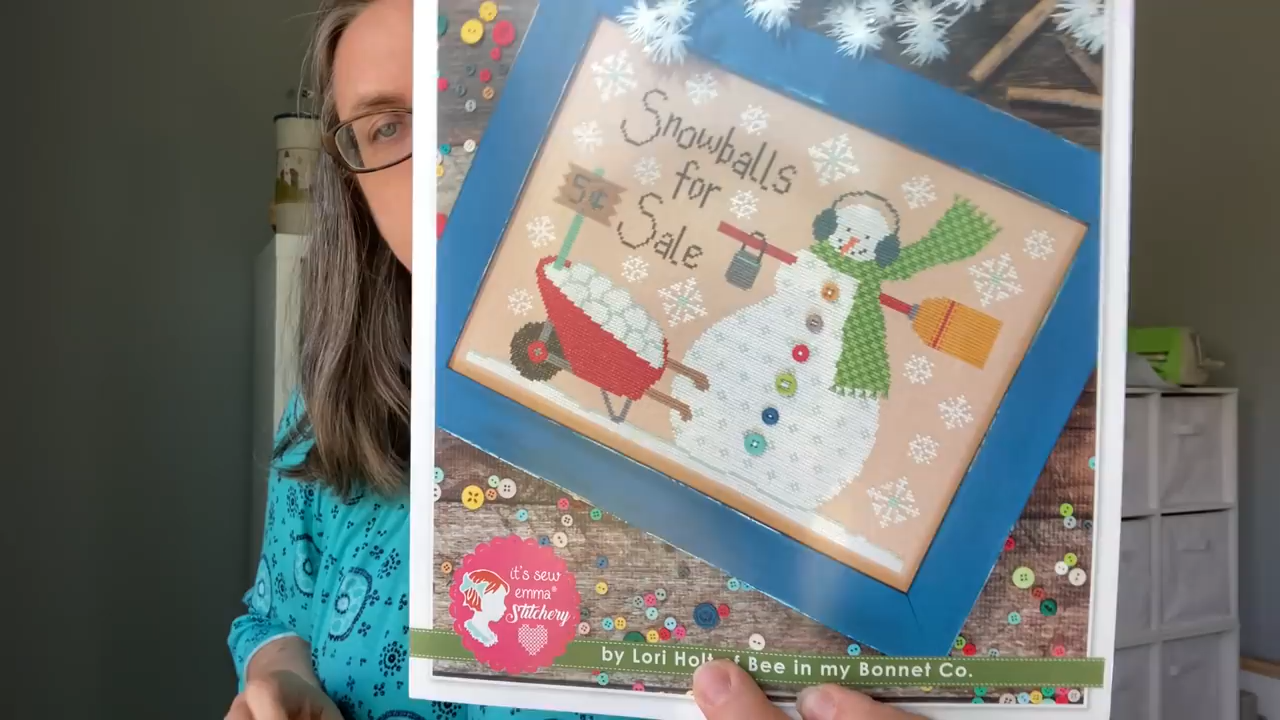 Snowballs
for
Sale
5¢
it's sew
emma®
Stitchery
by Lori Holt of Bee in my Bonnet Co.